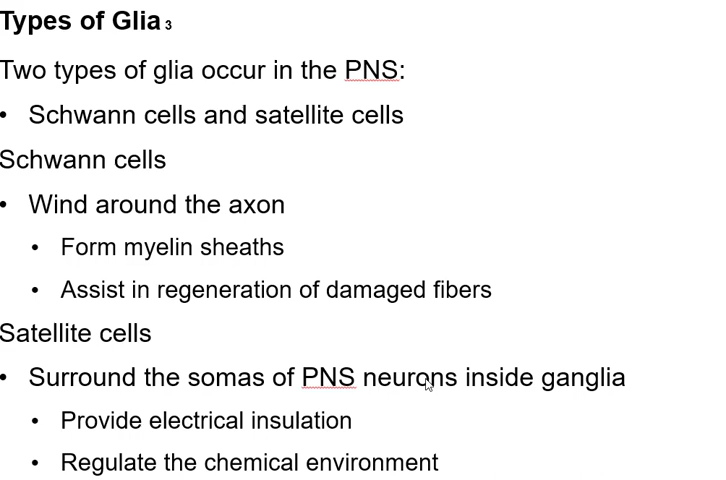 Types of Glia 3
Two types of glia occur in the PNS:
• Schwann cells and satellite cells
Schwann cells
• Wind around the axon
• Form myelin sheaths
• Assist in regeneration of damaged fibers
Satellite cells
• Surround the somas of PNS neurons inside ganglia
• Provide electrical insulation
• Regulate the chemical environment